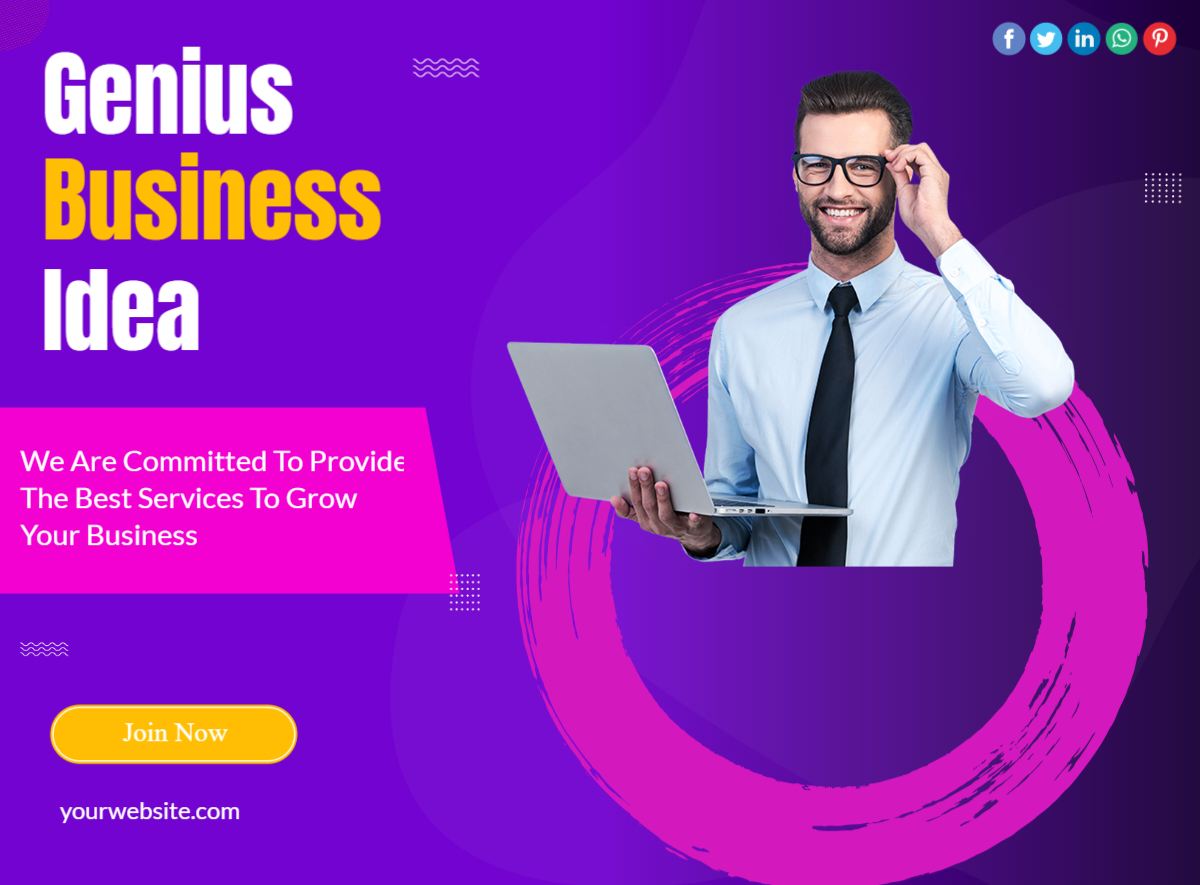 Genius
Business
Idea
We Are Committed To Provide
The Best Services To Grow
Your Business
Join Now
yourwebsite.com